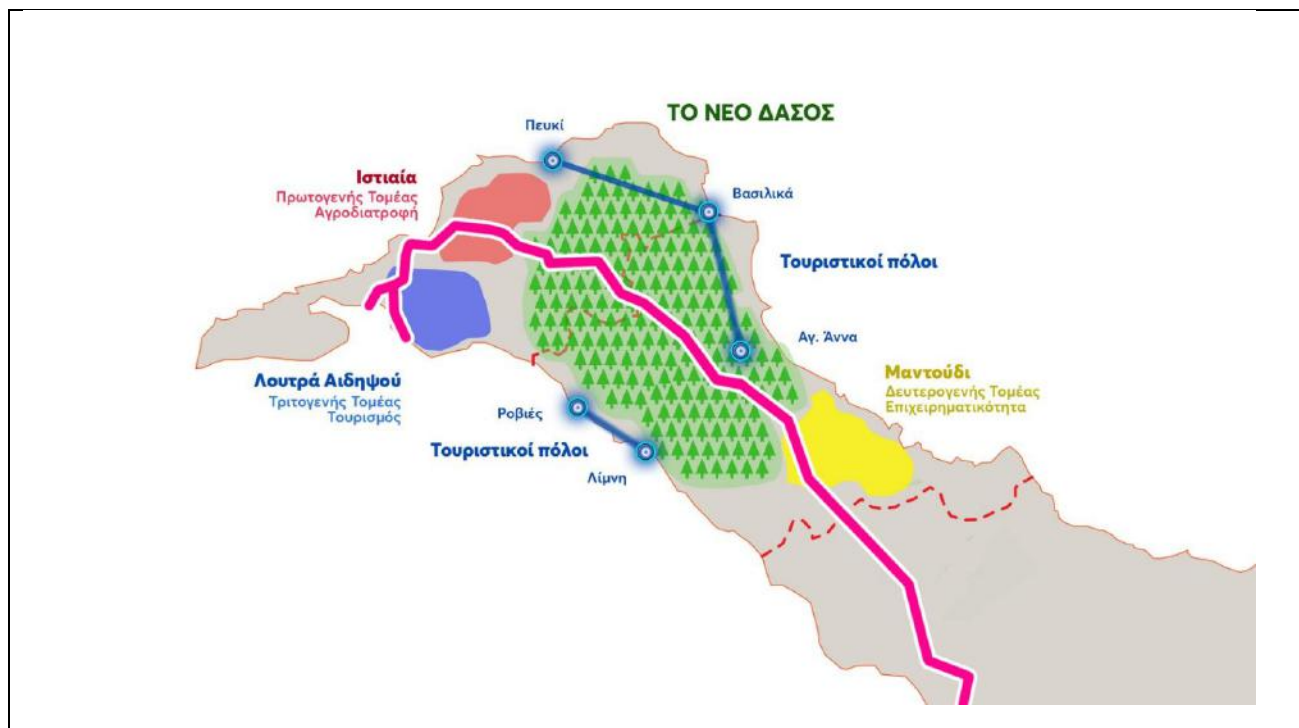 ΤΟ ΝΕΟ ΔΑΣΟΣ
Πευκί
Ιστιαία
Πρωτογενής Τομέας
Αγροδιατροφή
Βασιλικά
Τουριστικοί πόλοι
Αγ. Άννα
Λουτρά Αιδηψού
Τριτογενής Τομέας
Τουρισμός
Μαντούδι
Δευτερογενής Τομέας
Επιχειρηματικότητα
Ροβιές
Τουριστικοί πόλοι
Λίμνη